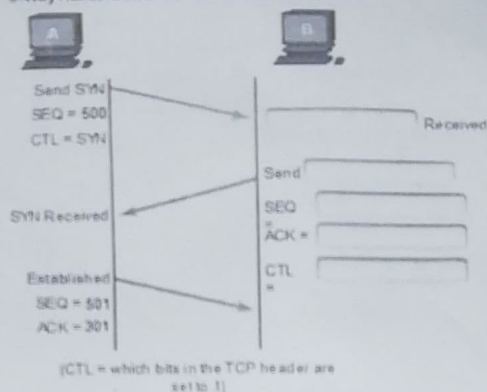 A
B
Send SYN
SEQ = 500
CTL = SYN
Received
Send
SYN Received
SEQ
=
ACK =
CTL
=
Established
SEQ = 501
ACK = 301
(CTL = which bits in the TCP header are
set to 1)